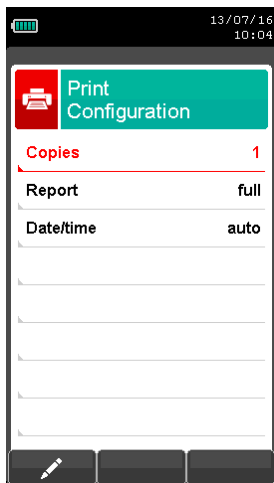 13/07/16
10:04
Print
Configuration
Copies 1
Report full
Date/time auto